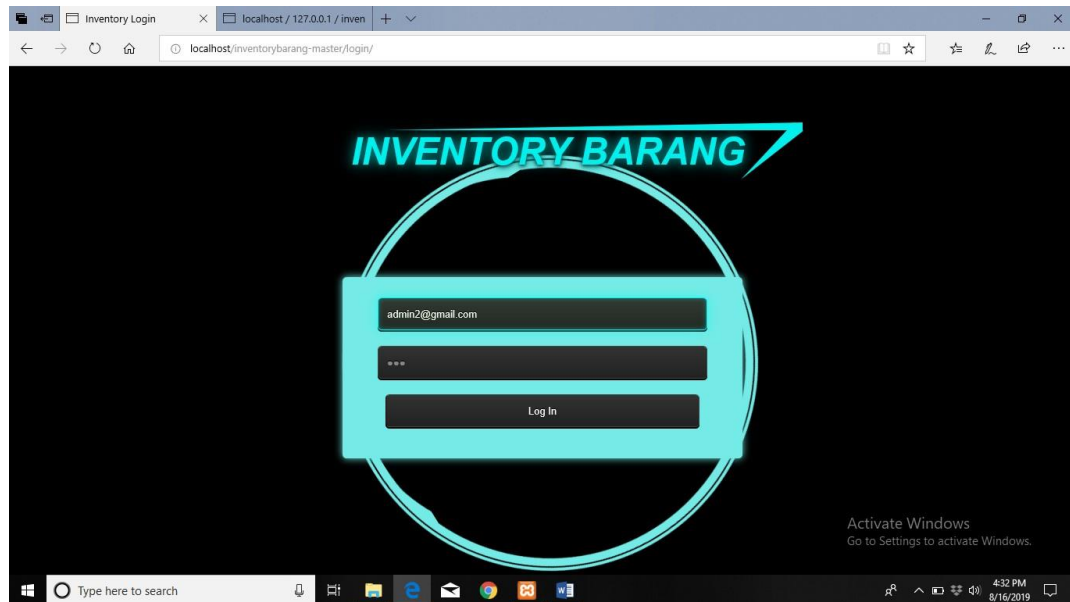 Inventory Login
localhost / 127.0.0.1 / inven
localhost/inventorybarang-master/login/
INVENTORY BARANG
admin2@gmail.com
Log In
Activate Windows
Go to Settings to activate Windows.
Type here to search
4:32 PM
8/16/2019